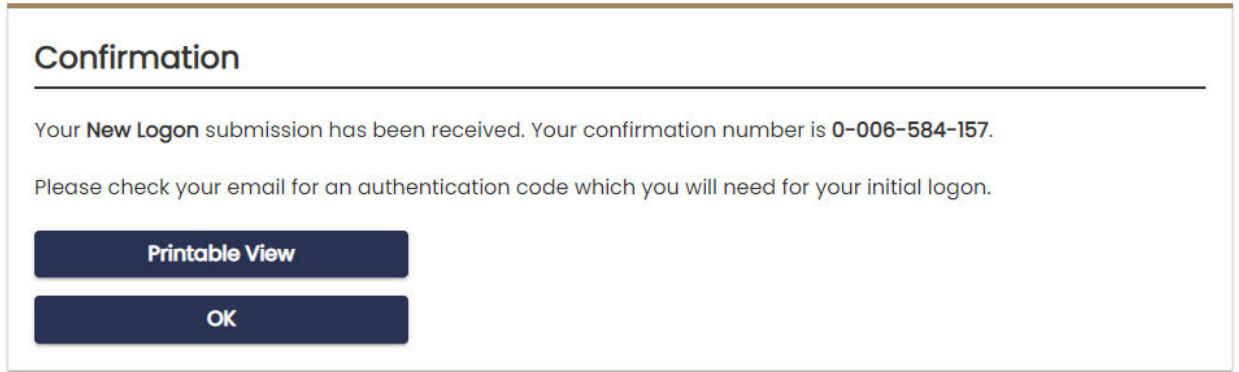 Confirmation
Your New Logon submission has been received. Your confirmation number is 0-006-584-157.
Please check your email for an authentication code which you will need for your initial logon.
Printable View
OK